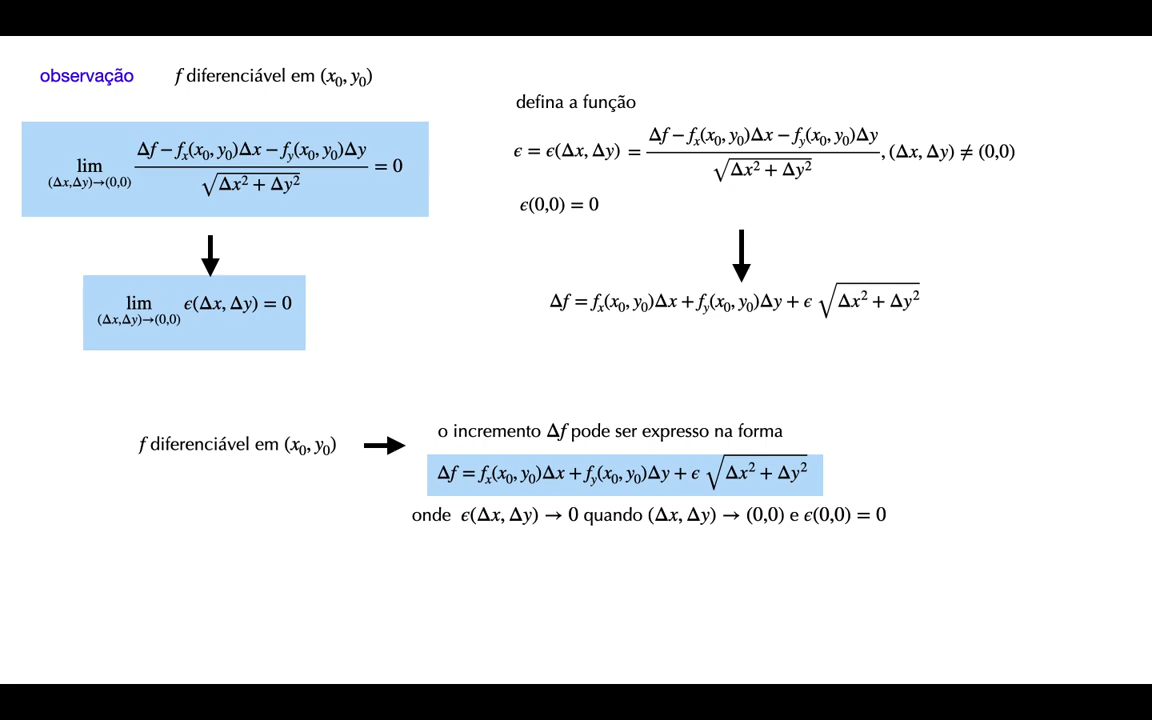 observação f diferenciável em (x₀, y₀)
lim_{(Δx,Δy)→(0,0)} (Δf − fₓ(x₀, y₀)Δx − f_y(x₀, y₀)Δy) / √(Δx² + Δy²) = 0
lim_{(Δx,Δy)→(0,0)} ϵ(Δx, Δy) = 0
defina a função
ϵ = ϵ(Δx, Δy) = (Δf − fₓ(x₀, y₀)Δx − f_y(x₀, y₀)Δy) / √(Δx² + Δy²), (Δx, Δy) ≠ (0,0)
ϵ(0,0) = 0
Δf = fₓ(x₀, y₀)Δx + f_y(x₀, y₀)Δy + ϵ √(Δx² + Δy²)
f diferenciável em (x₀, y₀)
o incremento Δf pode ser expresso na forma
Δf = fₓ(x₀, y₀)Δx + f_y(x₀, y₀)Δy + ϵ √(Δx² + Δy²)
onde ϵ(Δx, Δy) → 0 quando (Δx, Δy) → (0,0) e ϵ(0,0) = 0